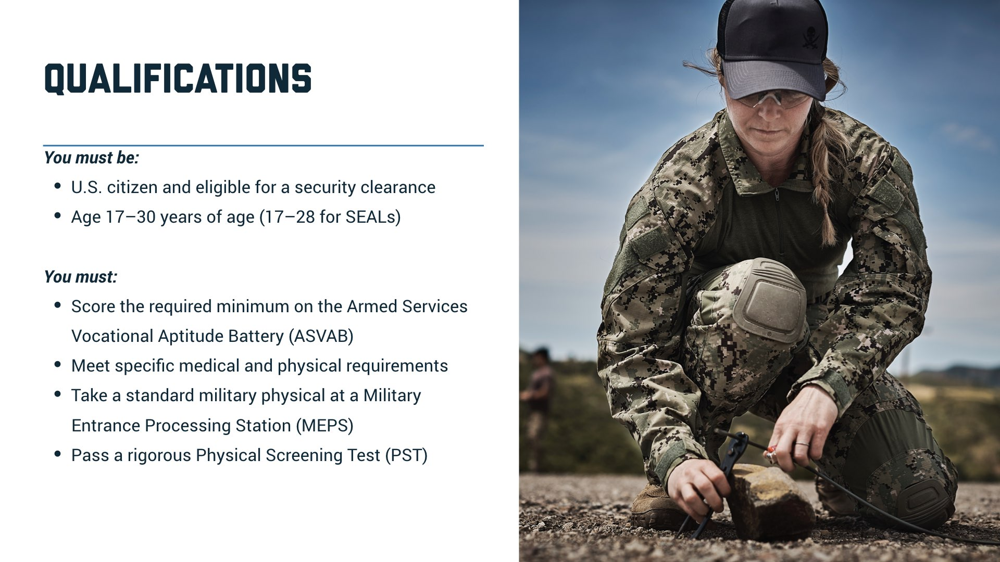 QUALIFICATIONS
You must be:
• U.S. citizen and eligible for a security clearance
• Age 17–30 years of age (17–28 for SEALs)
You must:
• Score the required minimum on the Armed Services
Vocational Aptitude Battery (ASVAB)
• Meet specific medical and physical requirements
• Take a standard military physical at a Military
Entrance Processing Station (MEPS)
• Pass a rigorous Physical Screening Test (PST)